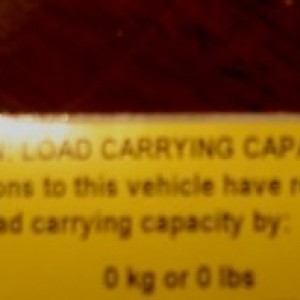 : LOAD CARRYING CAPA
ons to this vehicle have r
ad carrying capacity by:
0 kg or 0 lbs